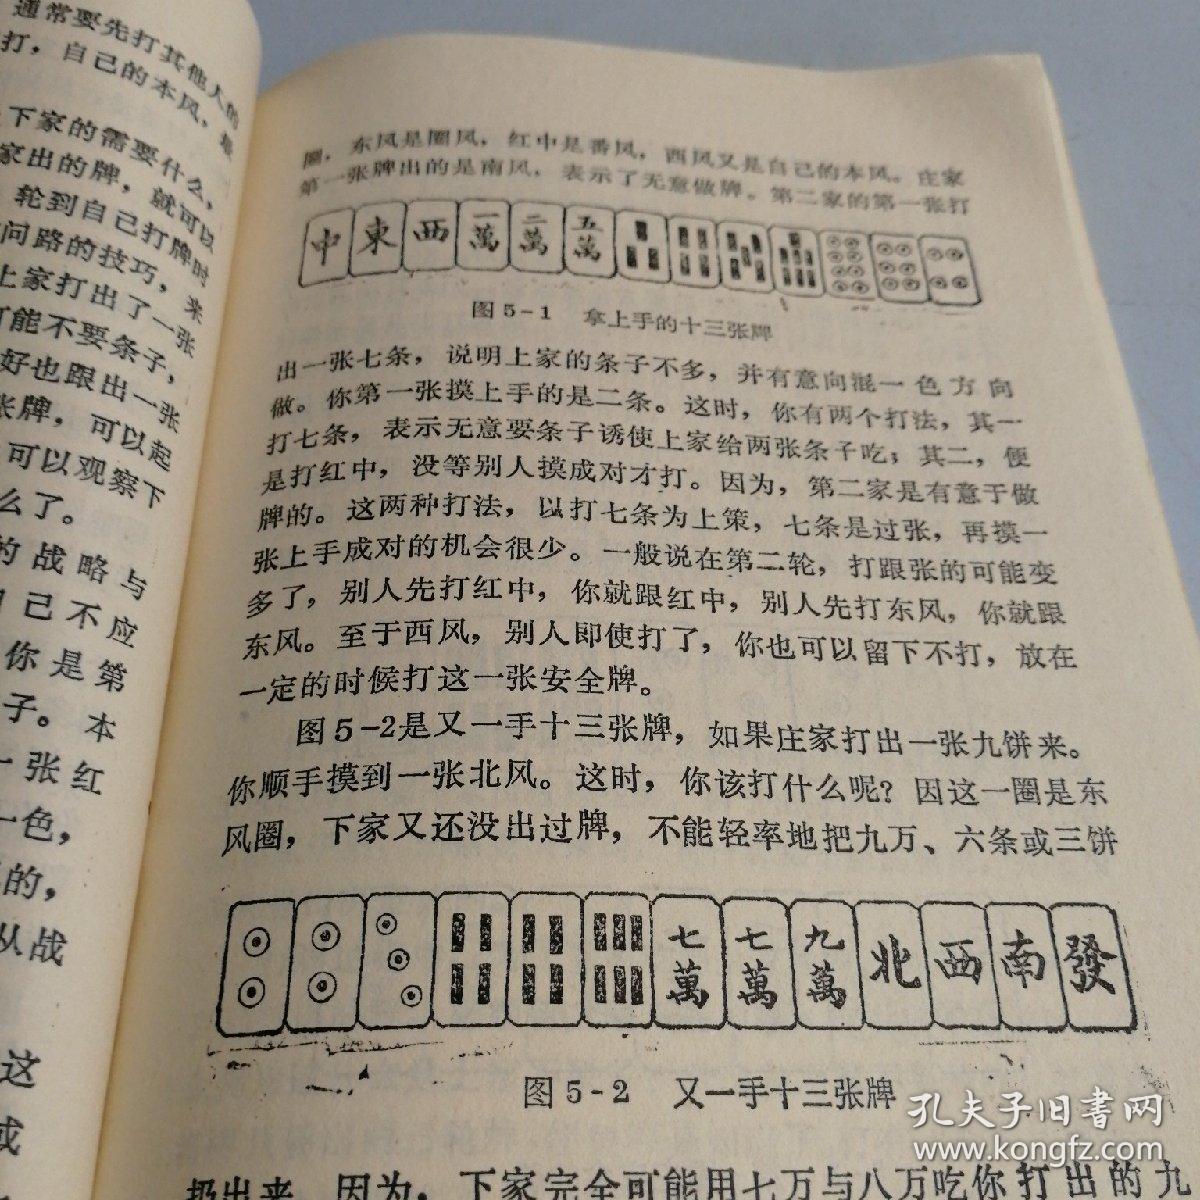 通常要先打其他人的
打，自己的本风，最
下家的需要什么，
家出的牌，就可以
轮到自己打牌时
问路的技巧，来
上家打出了一张
可能不要条子，
好也跟出一张
张牌，可以起
可以观察下
么了。
的战略与
自己不应
你是第
子。本
一张红
一色，
的，
从战
这
成
圈，东风是圈风，红中是番风，西风又是自己的本风。庄家
第一张牌出的是南风，表示了无意做牌。第二家的第一张打
中 東 西 一萬 二萬 五萬
图5-1 拿上手的十三张牌
出一张七条，说明上家的条子不多，并有意向混一色方向
做。你第一张摸上手的是二条。这时，你有两个打法，其一
打七条，表示无意要条子诱使上家给两张条子吃；其二，便
是打红中，没等别人摸成对才打。因为，第二家是有意于做
牌的。这两种打法，以打七条为上策，七条是过张，再摸一
张上手成对的机会很少。一般说在第二轮，打跟张的可能变
多了，别人先打红中，你就跟红中，别人先打东风，你就跟
东风。至于西风，别人即使打了，你也可以留下不打，放在
一定的时候打这一张安全牌。
图5-2是又一手十三张牌，如果庄家打出一张九饼来。
你顺手摸到一张北风。这时，你该打什么呢？因这一圈是东
风圈，下家又还没出过牌，不能轻率地把九万、六条或三饼
七萬 七萬 九萬 北 西 南 發
图5-2 又一手十三张牌
扔出来，因为，下家完全可能用七万与八万吃你打出的九
孔夫子旧书网
www.kongfz.com